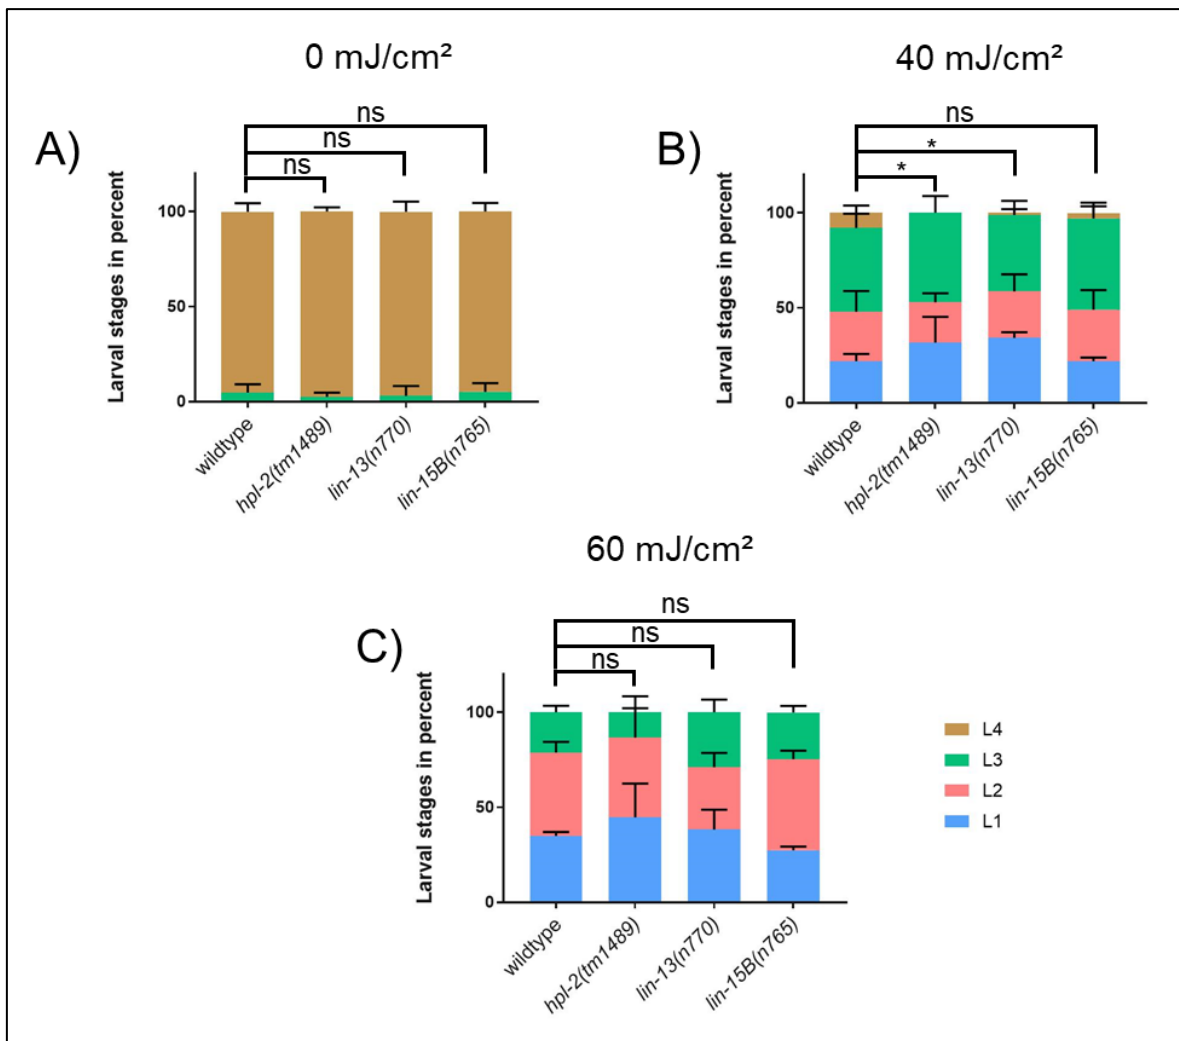 0 mJ/cm²
A)
ns
ns
ns
Larval stages in percent
100
50
0
wildtype
hpl-2(tm1489)
lin-13(n770)
lin-15B(n765)
40 mJ/cm²
B)
ns
*
*
Larval stages in percent
100
50
0
wildtype
hpl-2(tm1489)
lin-13(n770)
lin-15B(n765)
60 mJ/cm²
C)
ns
ns
ns
Larval stages in percent
100
50
0
wildtype
hpl-2(tm1489)
lin-13(n770)
lin-15B(n765)
L4
L3
L2
L1